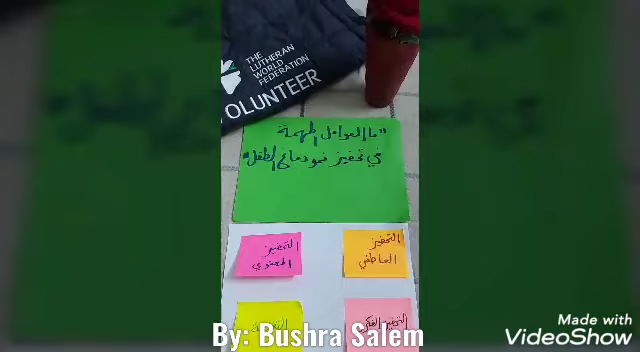 THE
LUTHERAN
WORLD
FEDERATION
OLUNTEER
"ما العوامل المهمة
في تحفيز نمو دماغ الطفل"
التحفيز
العاطفي
التحفيز
المعنوي
التحفيز الفكري
By: Bushra Salem
Made with
VideoShow